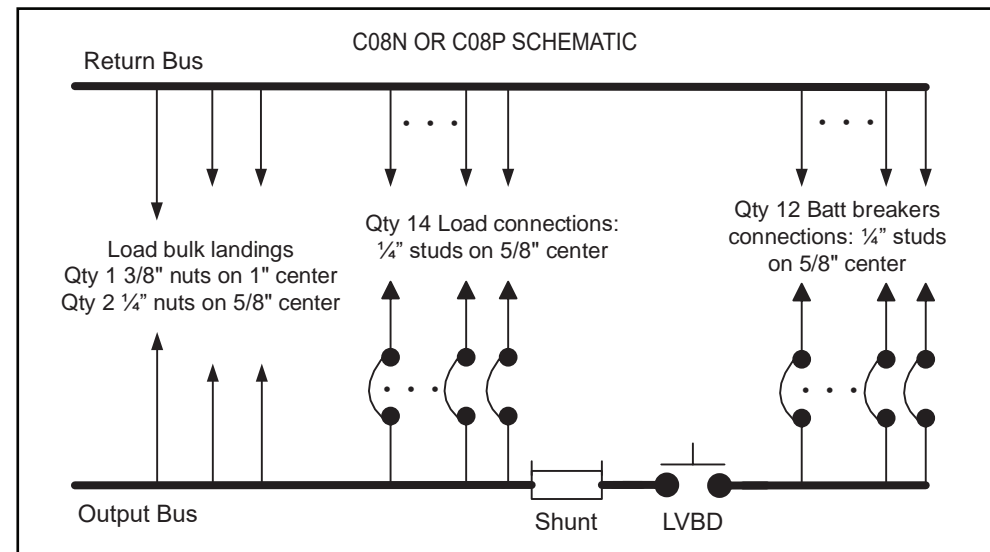 C08N OR C08P SCHEMATIC
Return Bus
Load bulk landings
Qty 1 3/8" nuts on 1" center
Qty 2 ¼” nuts on 5/8" center
Qty 14 Load connections:
¼” studs on 5/8" center
Qty 12 Batt breakers
connections: ¼” studs
on 5/8" center
Output Bus
Shunt
LVBD